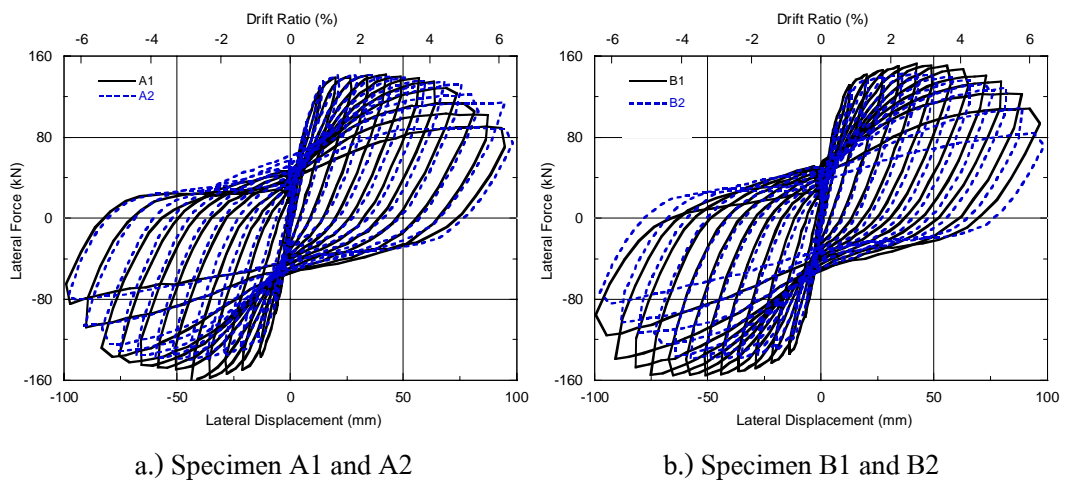 Drift Ratio (%)
-6 -4 -2 0 2 4 6
160
80
0
-80
-160
Lateral Force (kN)
A1
A2
-100 -50 0 50 100
Lateral Displacement (mm)
a.) Specimen A1 and A2
Drift Ratio (%)
-6 -4 -2 0 2 4 6
160
80
0
-80
-160
Lateral Force (kN)
B1
B2
-100 -50 0 50 100
Lateral Displacement (mm)
b.) Specimen B1 and B2